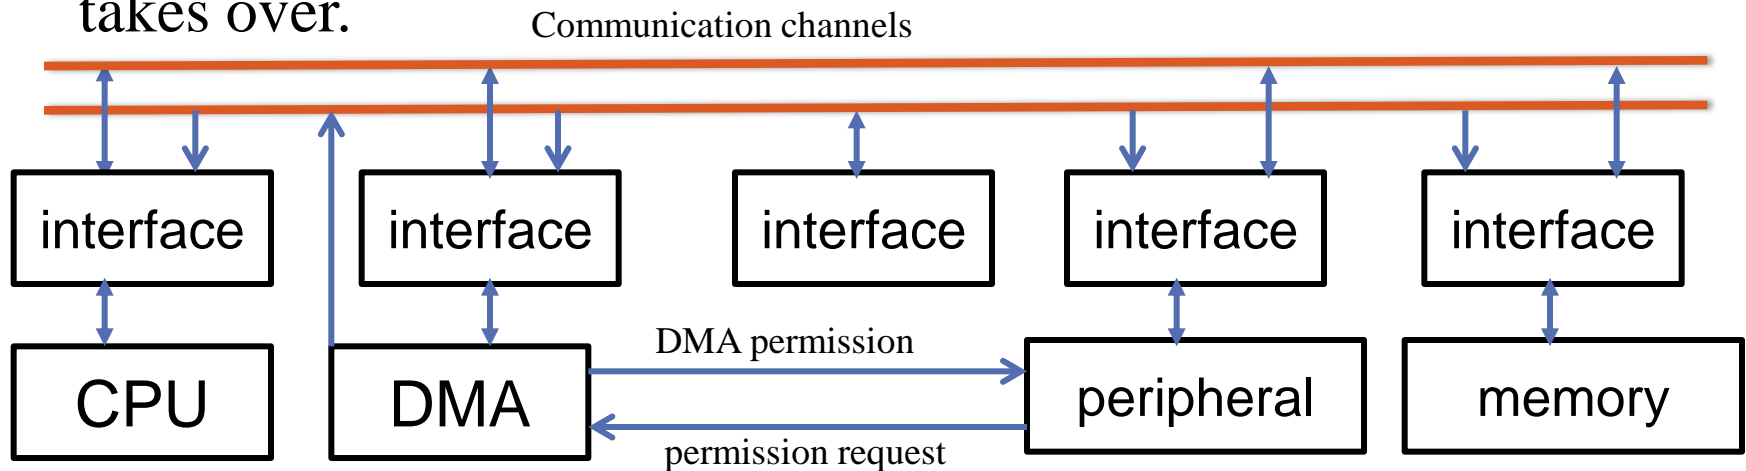 takes over.
Communication channels
interface
interface
interface
interface
interface
DMA permission
CPU
DMA
peripheral
memory
permission request